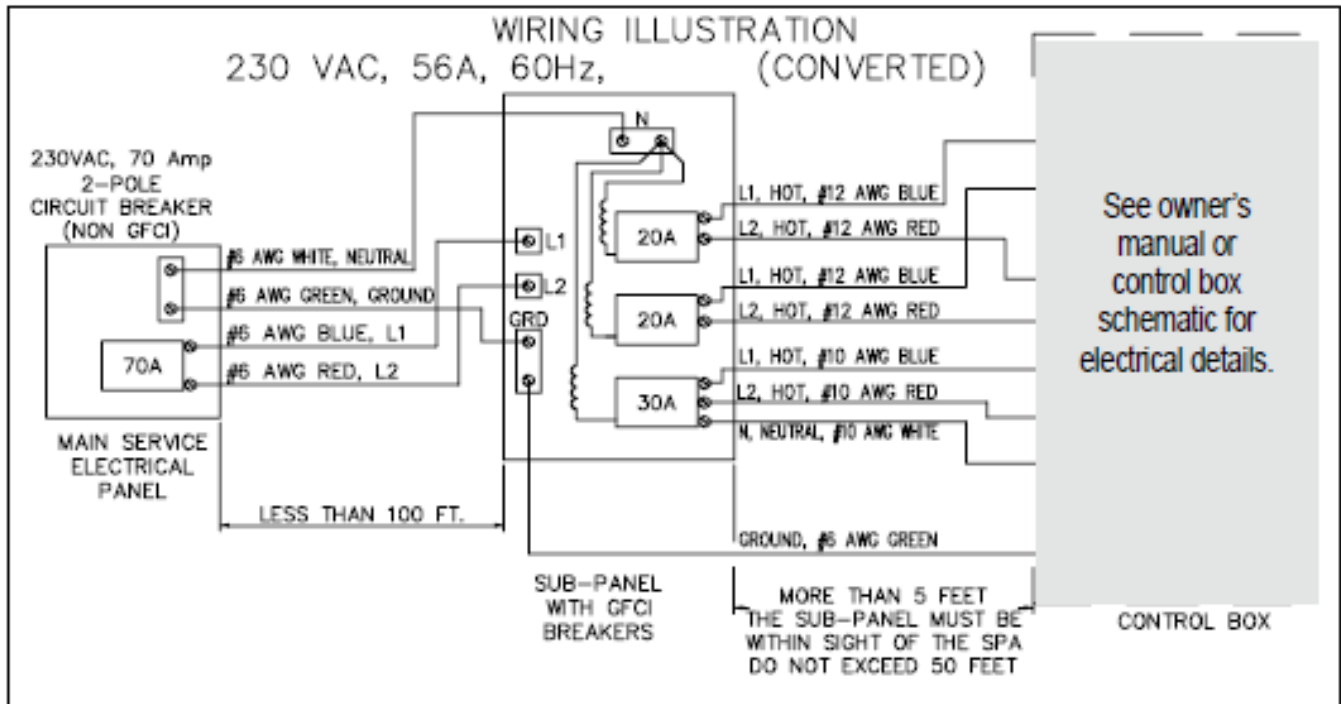 WIRING ILLUSTRATION
230 VAC, 56A, 60Hz, (CONVERTED)
230VAC, 70 Amp
2-POLE
CIRCUIT BREAKER
(NON GFCI)
70A
MAIN SERVICE
ELECTRICAL
PANEL
#6 AWG WHITE, NEUTRAL
#6 AWG GREEN, GROUND
#6 AWG BLUE, L1
#6 AWG RED, L2
LESS THAN 100 FT.
N
L1
L2
GRD
20A
20A
30A
SUB-PANEL
WITH GFCI
BREAKERS
L1, HOT, #12 AWG BLUE
L2, HOT, #12 AWG RED
L1, HOT, #12 AWG BLUE
L2, HOT, #12 AWG RED
L1, HOT, #10 AWG BLUE
L2, HOT, #10 AWG RED
N, NEUTRAL, #10 AWG WHITE
GROUND, #6 AWG GREEN
MORE THAN 5 FEET
THE SUB-PANEL MUST BE
WITHIN SIGHT OF THE SPA
DO NOT EXCEED 50 FEET
See owner's
manual or
control box
schematic for
electrical details.
CONTROL BOX